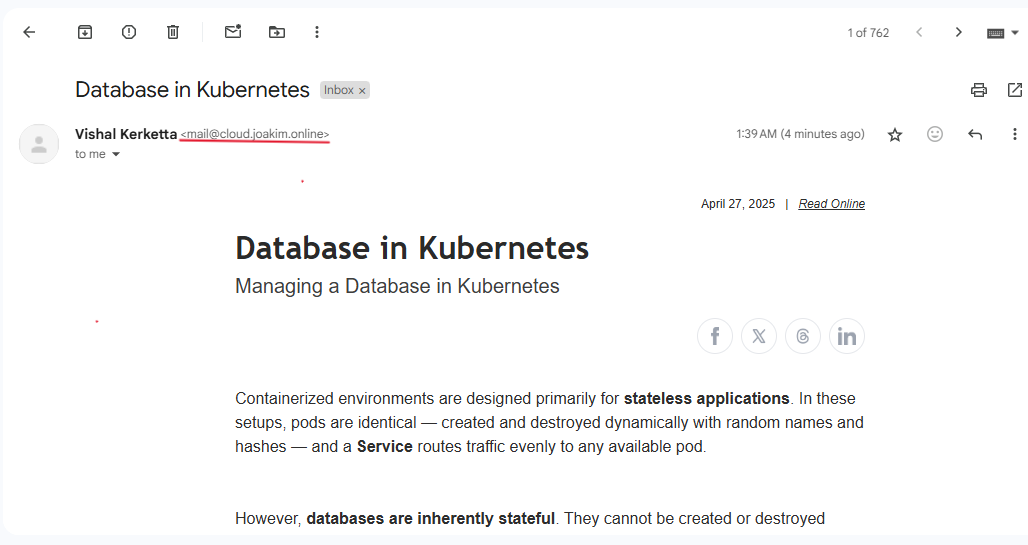 1 of 762
Database in Kubernetes Inbox ×
Vishal Kerketta <mail@cloud.joakim.online> 1:39 AM (4 minutes ago)
to me
April 27, 2025 | Read Online
Database in Kubernetes
Managing a Database in Kubernetes
Containerized environments are designed primarily for stateless applications. In these
setups, pods are identical — created and destroyed dynamically with random names and
hashes — and a Service routes traffic evenly to any available pod.
However, databases are inherently stateful. They cannot be created or destroyed